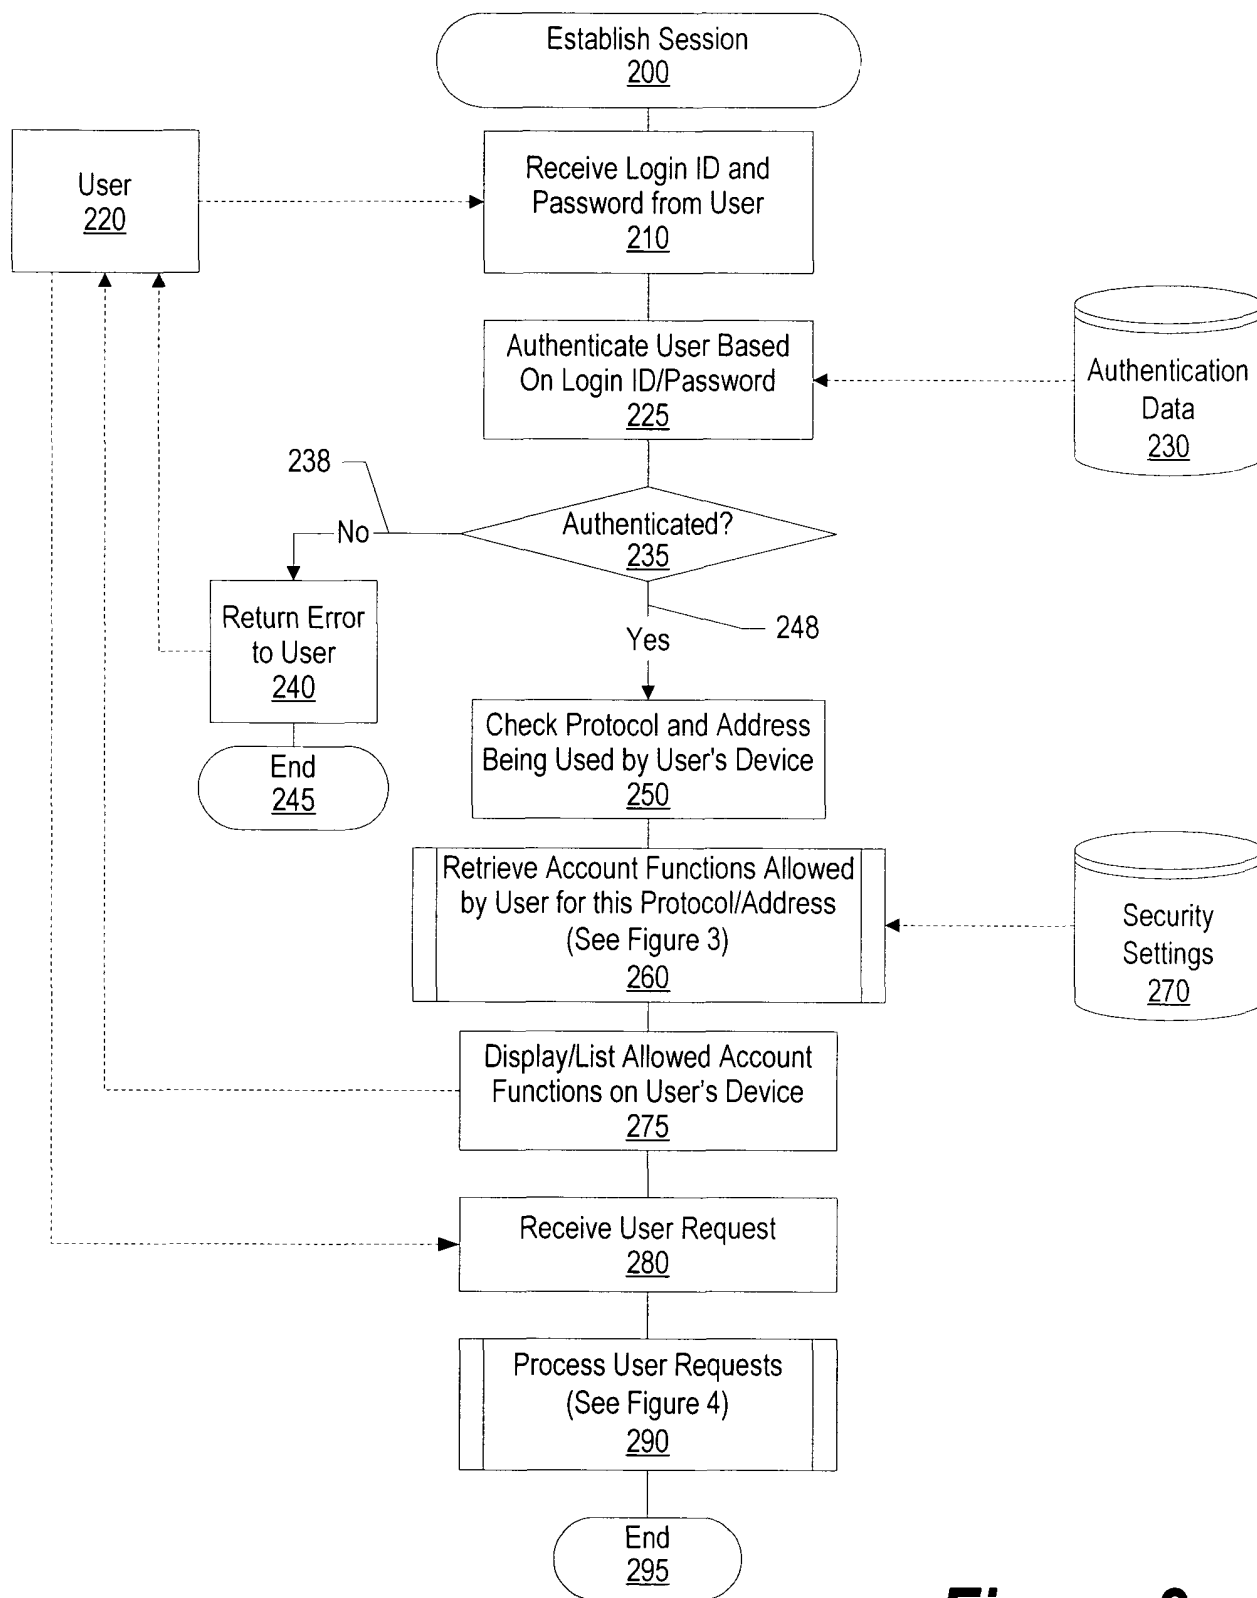 Establish Session
200
User
220
Receive Login ID and
Password from User
210
Authenticate User Based
On Login ID/Password
225
Authentication
Data
230
238
No
Authenticated?
235
248
Yes
Return Error
to User
240
End
245
Check Protocol and Address
Being Used by User's Device
250
Retrieve Account Functions Allowed
by User for this Protocol/Address
(See Figure 3)
260
Security
Settings
270
Display/List Allowed Account
Functions on User's Device
275
Receive User Request
280
Process User Requests
(See Figure 4)
290
End
295